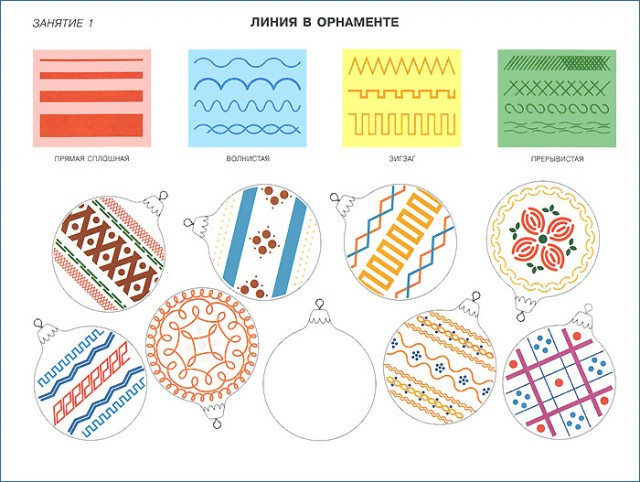 ЗАНЯТИЕ 1
ЛИНИЯ В ОРНАМЕНТЕ
ПРЯМАЯ СПЛОШНАЯ
ВОЛНИСТАЯ
ЗИГЗАГ
ПРЕРЫВИСТАЯ